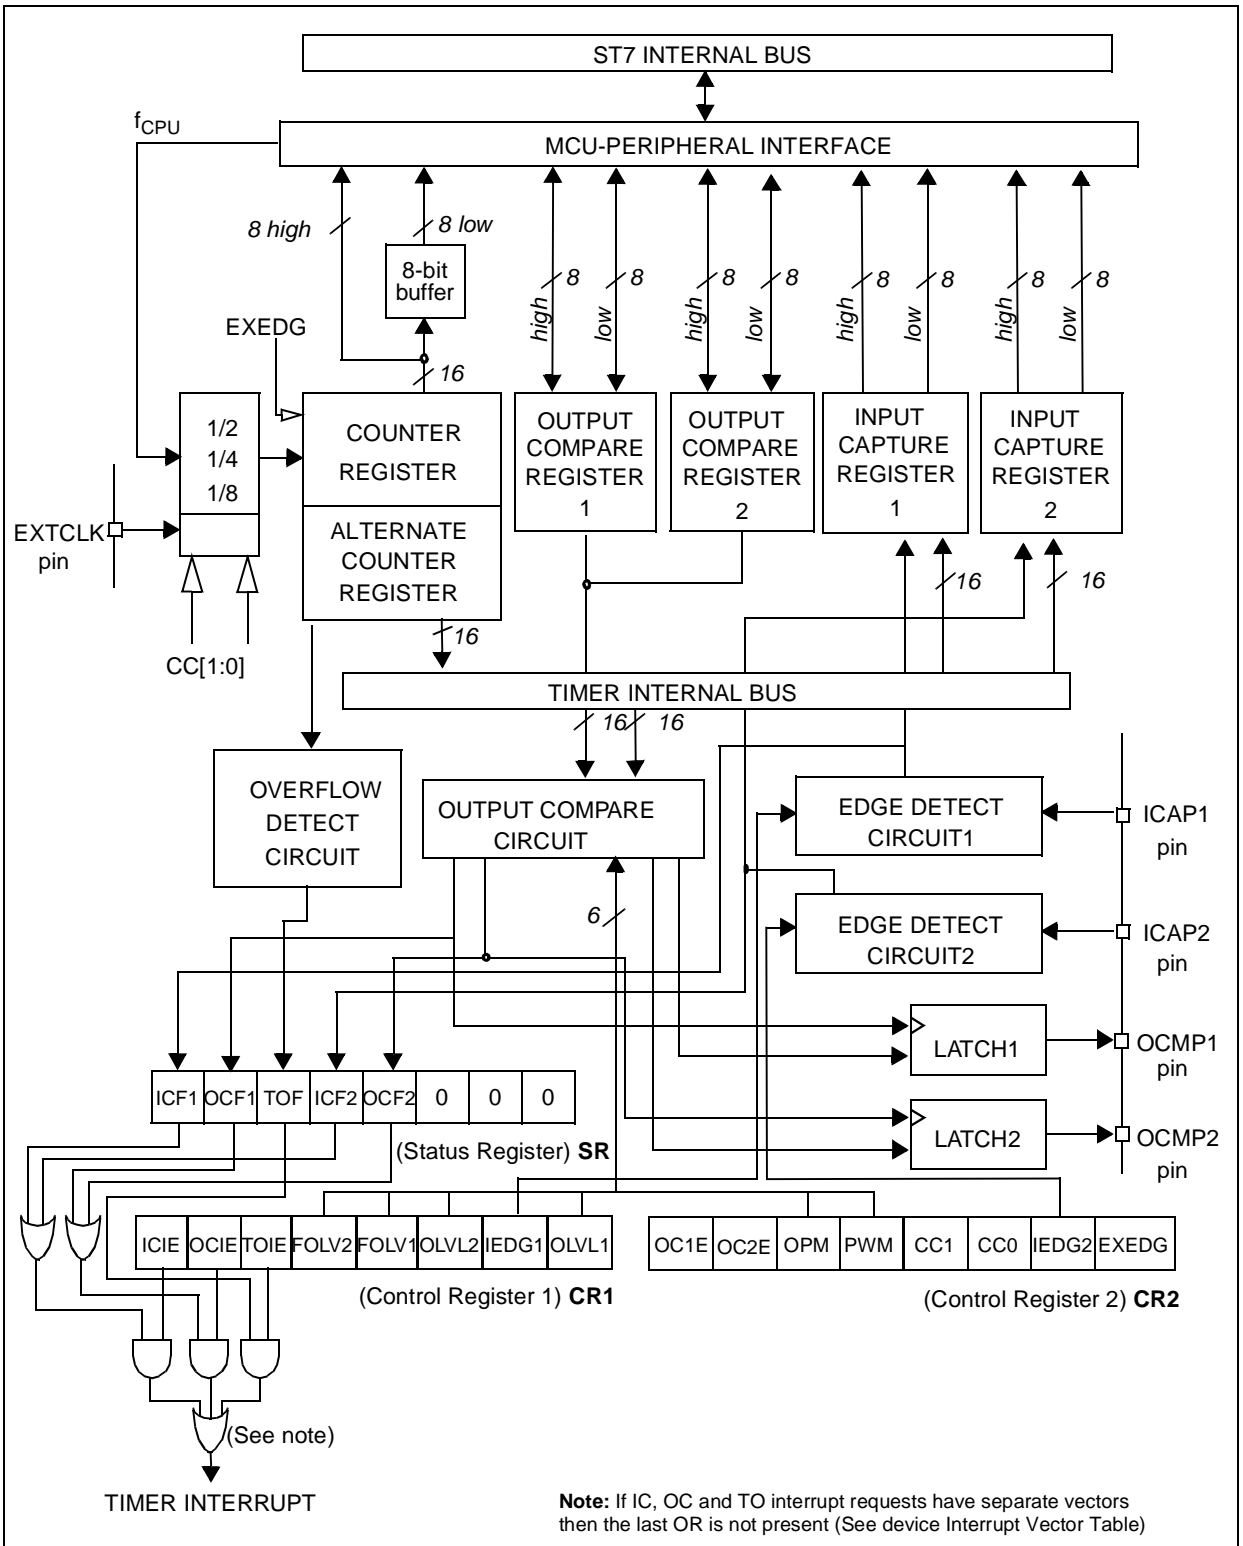 ST7 INTERNAL BUS
fCPU
MCU-PERIPHERAL INTERFACE
8 high
8 low
8-bit
buffer
8
8
8
8
8
8
8
8
high
low
high
low
high
low
high
low
EXEDG
16
1/2
1/4
1/8
COUNTER
REGISTER
OUTPUT
COMPARE
REGISTER
1
OUTPUT
COMPARE
REGISTER
2
INPUT
CAPTURE
REGISTER
1
INPUT
CAPTURE
REGISTER
2
EXTCLK
pin
ALTERNATE
COUNTER
REGISTER
16
16
16
CC[1:0]
TIMER INTERNAL BUS
16
16
OVERFLOW
DETECT
CIRCUIT
OUTPUT COMPARE
CIRCUIT
EDGE DETECT
CIRCUIT1
ICAP1
pin
6
EDGE DETECT
CIRCUIT2
ICAP2
pin
LATCH1
OCMP1
pin
ICF1 OCF1 TOF ICF2 OCF2 0 0 0
LATCH2
OCMP2
pin
(Status Register) SR
ICIE OCIE TOIE FOLV2 FOLV1 OLVL2 IEDG1 OLVL1
OC1E OC2E OPM PWM CC1 CC0 IEDG2 EXEDG
(Control Register 1) CR1
(Control Register 2) CR2
(See note)
TIMER INTERRUPT
Note: If IC, OC and TO interrupt requests have separate vectors
then the last OR is not present (See device Interrupt Vector Table)